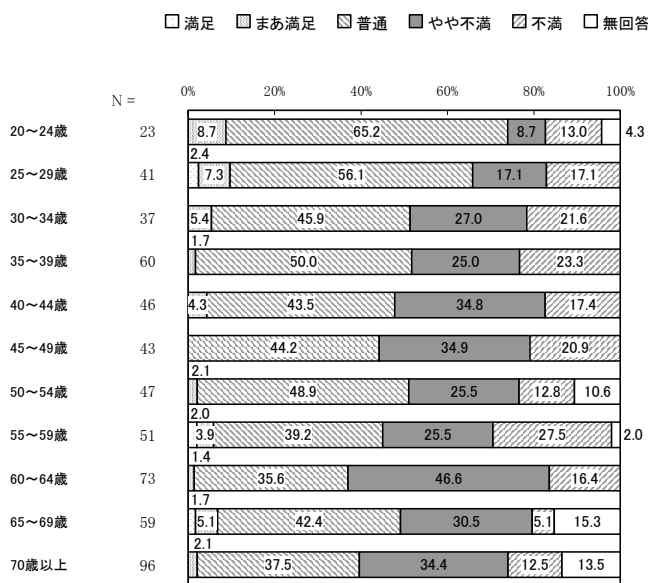 満足 まあ満足 普通 やや不満 不満 無回答
N = 0% 20% 40% 60% 80% 100%
20～24歳 23 8.7 65.2 8.7 13.0 4.3
2.4
25～29歳 41 7.3 56.1 17.1 17.1
30～34歳 37 5.4 45.9 27.0 21.6
1.7
35～39歳 60 50.0 25.0 23.3
40～44歳 46 4.3 43.5 34.8 17.4
45～49歳 43 44.2 34.9 20.9
2.1
50～54歳 47 48.9 25.5 12.8 10.6
2.0
55～59歳 51 3.9 39.2 25.5 27.5 2.0
1.4
60～64歳 73 35.6 46.6 16.4
1.7
65～69歳 59 5.1 42.4 30.5 5.1 15.3
2.1
70歳以上 96 37.5 34.4 12.5 13.5